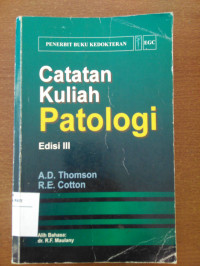 PENERBIT BUKU KEDOKTERAN
EGC
Catatan
Kuliah
Patologi
Edisi III
A.D. Thomson
R.E. Cotton
Alih Bahasa:
dr. R.F. Maulany